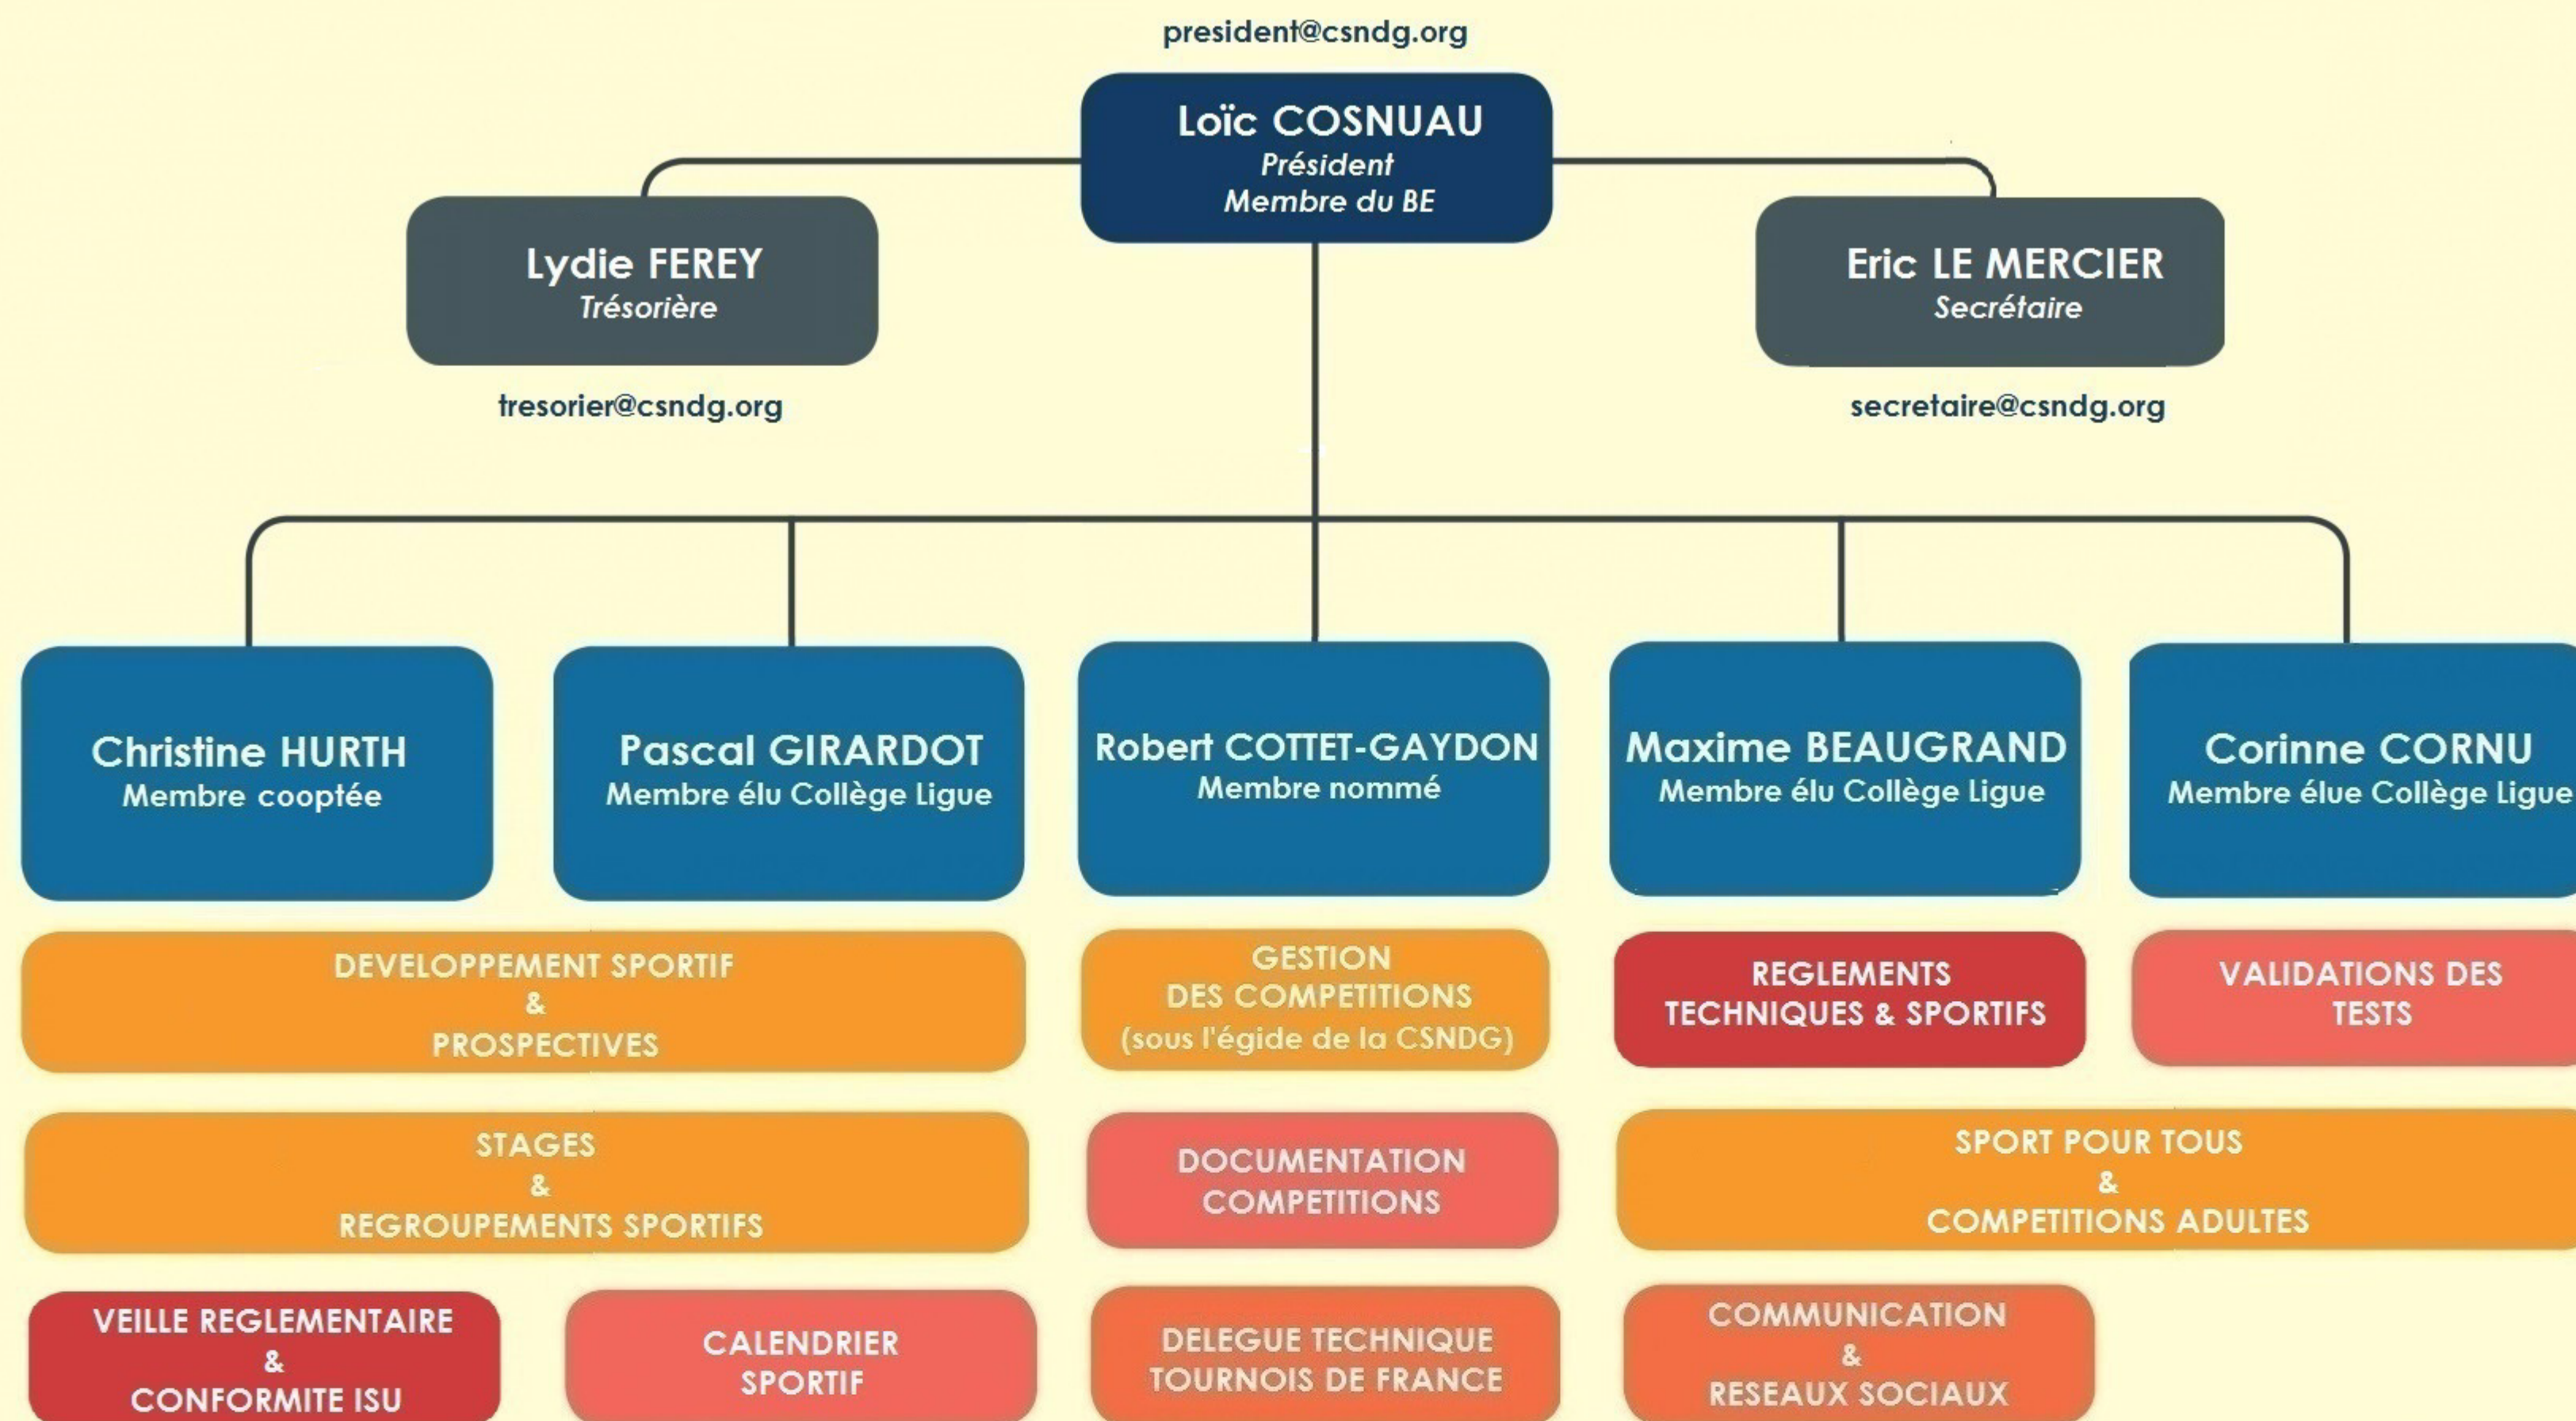 president@csndg.org
Loïc COSNUAU
Président
Membre du BE
Lydie FEREY
Trésorière
tresorier@csndg.org
Eric LE MERCIER
Secrétaire
secretaire@csndg.org
Christine HURTH
Membre cooptée
Pascal GIRARDOT
Membre élu Collège Ligue
Robert COTTET-GAYDON
Membre nommé
Maxime BEAUGRAND
Membre élu Collège Ligue
Corinne CORNU
Membre élue Collège Ligue
DEVELOPPEMENT SPORTIF
&
PROSPECTIVES
GESTION
DES COMPETITIONS
(sous l'égide de la CSNDG)
REGLEMENTS
TECHNIQUES & SPORTIFS
VALIDATIONS DES
TESTS
STAGES
&
REGROUPEMENTS SPORTIFS
DOCUMENTATION
COMPETITIONS
SPORT POUR TOUS
&
COMPETITIONS ADULTES
VEILLE REGLEMENTAIRE
&
CONFORMITE ISU
CALENDRIER
SPORTIF
DELEGUE TECHNIQUE
TOURNOIS DE FRANCE
COMMUNICATION
&
RESEAUX SOCIAUX